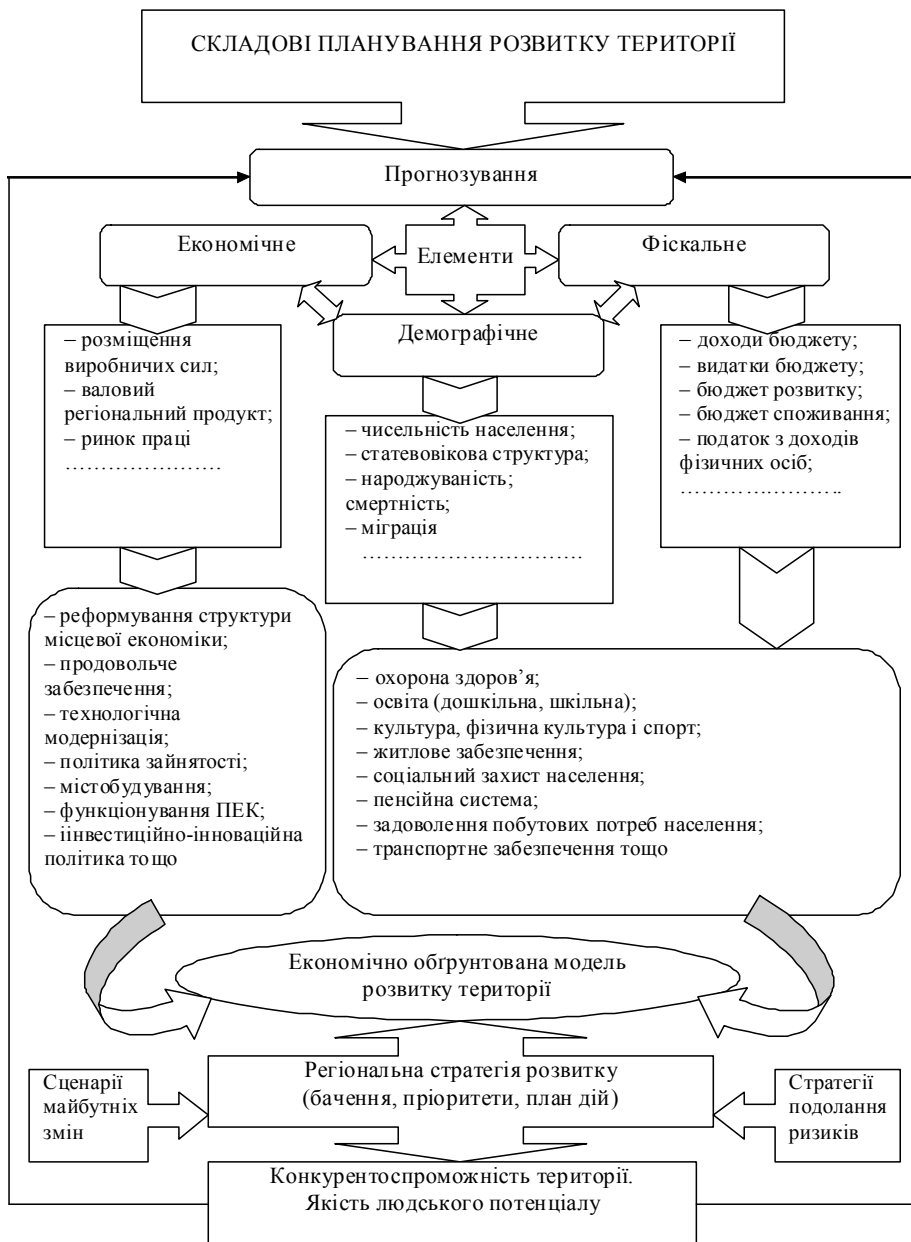 СКЛАДОВІ ПЛАНУВАННЯ РОЗВИТКУ ТЕРИТОРІЇ
Прогнозування
Економічне
Елементи
Фіскальне
Демографічне
– розміщення
виробничих сил;
– валовий
регіональний продукт;
– ринок праці
…………………
– чисельність населення;
– статевовікова структура;
– народжуваність;
смертність;
– міграція
………………………….
– доходи бюджету;
– видатки бюджету;
– бюджет розвитку;
– бюджет споживання;
– податок з доходів
фізичних осіб;
…………..………..
– реформування структури
місцевої економіки;
– продовольче
забезпечення;
– технологічна
модернізація;
– політика зайнятості;
– містобудування;
– функціонування ПЕК;
– іінвестиційно-інноваційна
політика тощо
– охорона здоров’я;
– освіта (дошкільна, шкільна);
– культура, фізична культура і спорт;
– житлове забезпечення;
– соціальний захист населення;
– пенсійна система;
– задоволення побутових потреб населення;
– транспортне забезпечення тощо
Економічно обґрунтована модель
розвитку території
Сценарії
майбутніх
змін
Регіональна стратегія розвитку
(бачення, пріоритети, план дій)
Стратегії
подолання
ризиків
Конкурентоспроможність території.
Якість людського потенціалу